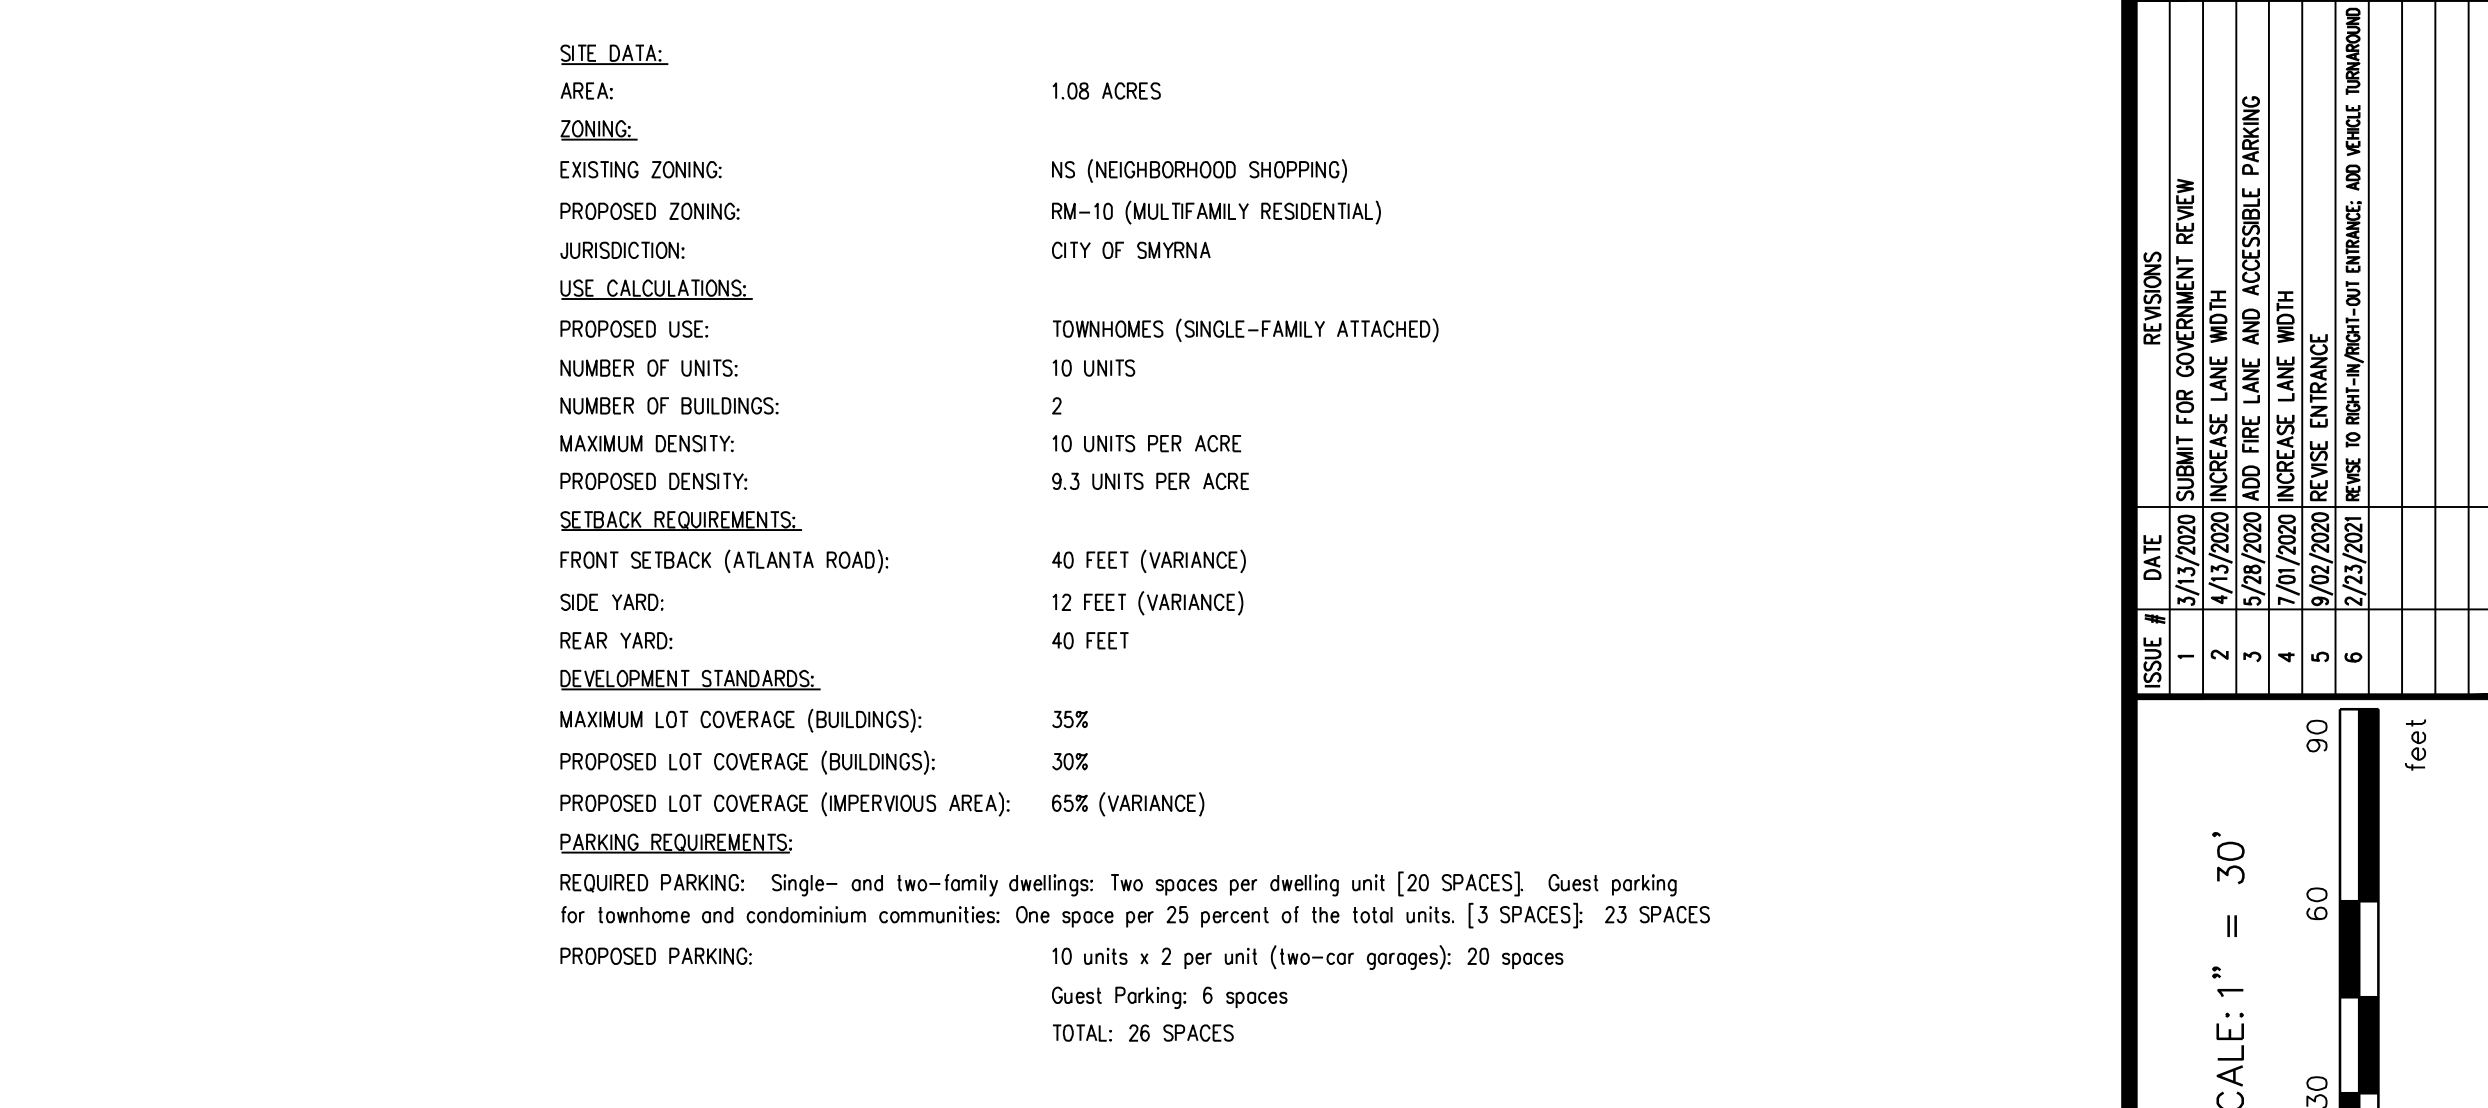 SITE DATA:
AREA: 1.08 ACRES
ZONING:
EXISTING ZONING: NS (NEIGHBORHOOD SHOPPING)
PROPOSED ZONING: RM-10 (MULTIFAMILY RESIDENTIAL)
JURISDICTION: CITY OF SMYRNA
USE CALCULATIONS:
PROPOSED USE: TOWNHOMES (SINGLE-FAMILY ATTACHED)
NUMBER OF UNITS: 10 UNITS
NUMBER OF BUILDINGS: 2
MAXIMUM DENSITY: 10 UNITS PER ACRE
PROPOSED DENSITY: 9.3 UNITS PER ACRE
SETBACK REQUIREMENTS:
FRONT SETBACK (ATLANTA ROAD): 40 FEET (VARIANCE)
SIDE YARD: 12 FEET (VARIANCE)
REAR YARD: 40 FEET
DEVELOPMENT STANDARDS:
MAXIMUM LOT COVERAGE (BUILDINGS): 35%
PROPOSED LOT COVERAGE (BUILDINGS): 30%
PROPOSED LOT COVERAGE (IMPERVIOUS AREA): 65% (VARIANCE)
PARKING REQUIREMENTS:
REQUIRED PARKING: Single- and two-family dwellings: Two spaces per dwelling unit [20 SPACES]. Guest parking
for townhome and condominium communities: One space per 25 percent of the total units. [3 SPACES]: 23 SPACES
PROPOSED PARKING: 10 units x 2 per unit (two-car garages): 20 spaces
Guest Parking: 6 spaces
TOTAL: 26 SPACES
ISSUE # DATE REVISIONS
1 3/13/2020 SUBMIT FOR GOVERNMENT REVIEW
2 4/13/2020 INCREASE LANE WIDTH
3 5/28/2020 ADD FIRE LANE AND ACCESSIBLE PARKING
4 7/01/2020 INCREASE LANE WIDTH
5 9/02/2020 REVISE ENTRANCE
6 2/23/2021 REVISE TO RIGHT-IN/RIGHT-OUT ENTRANCE; ADD VEHICLE TURNAROUND
CALE: 1" = 30'
30 60 90
feet